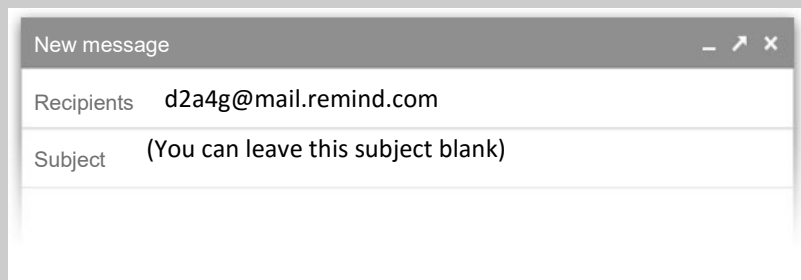 New message
Recipients d2a4g@mail.remind.com
Subject (You can leave this subject blank)